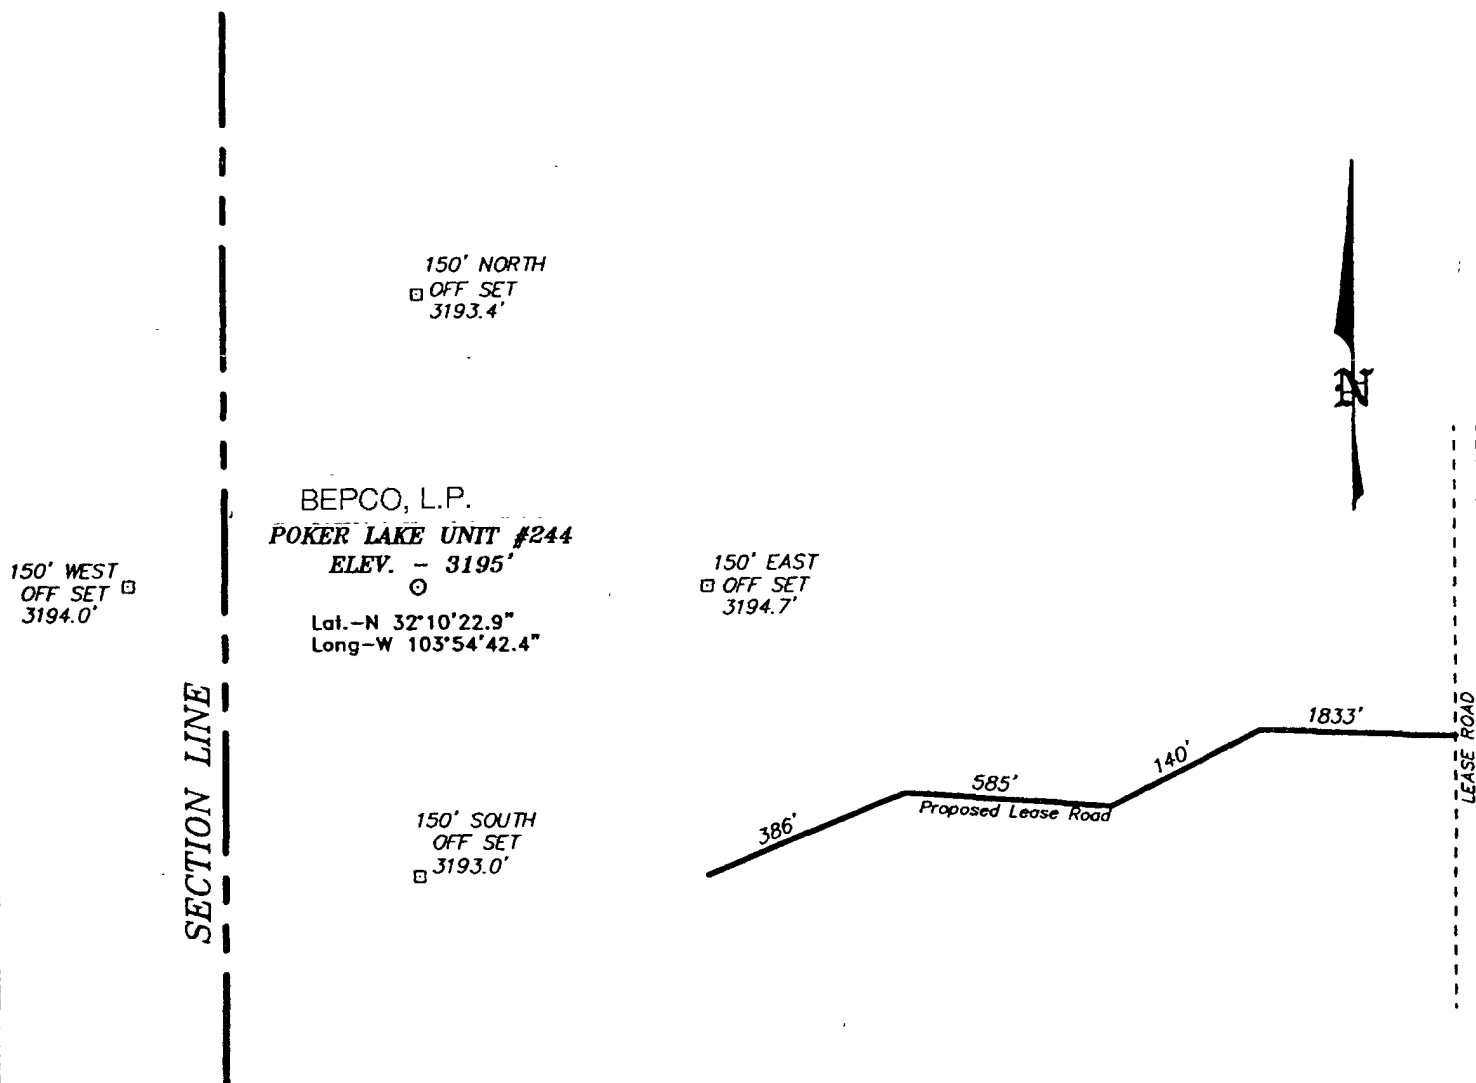 150' NORTH
OFF SET
3193.4'
N
BEPCO, L.P.
POKER LAKE UNIT #244
ELEV. - 3195'
Lat.-N 32°10'22.9"
Long-W 103°54'42.4"
150' WEST
OFF SET
3194.0'
150' EAST
OFF SET
3194.7'
SECTION LINE
150' SOUTH
OFF SET
3193.0'
386'
585'
Proposed Lease Road
140'
1833'
LEASE ROAD